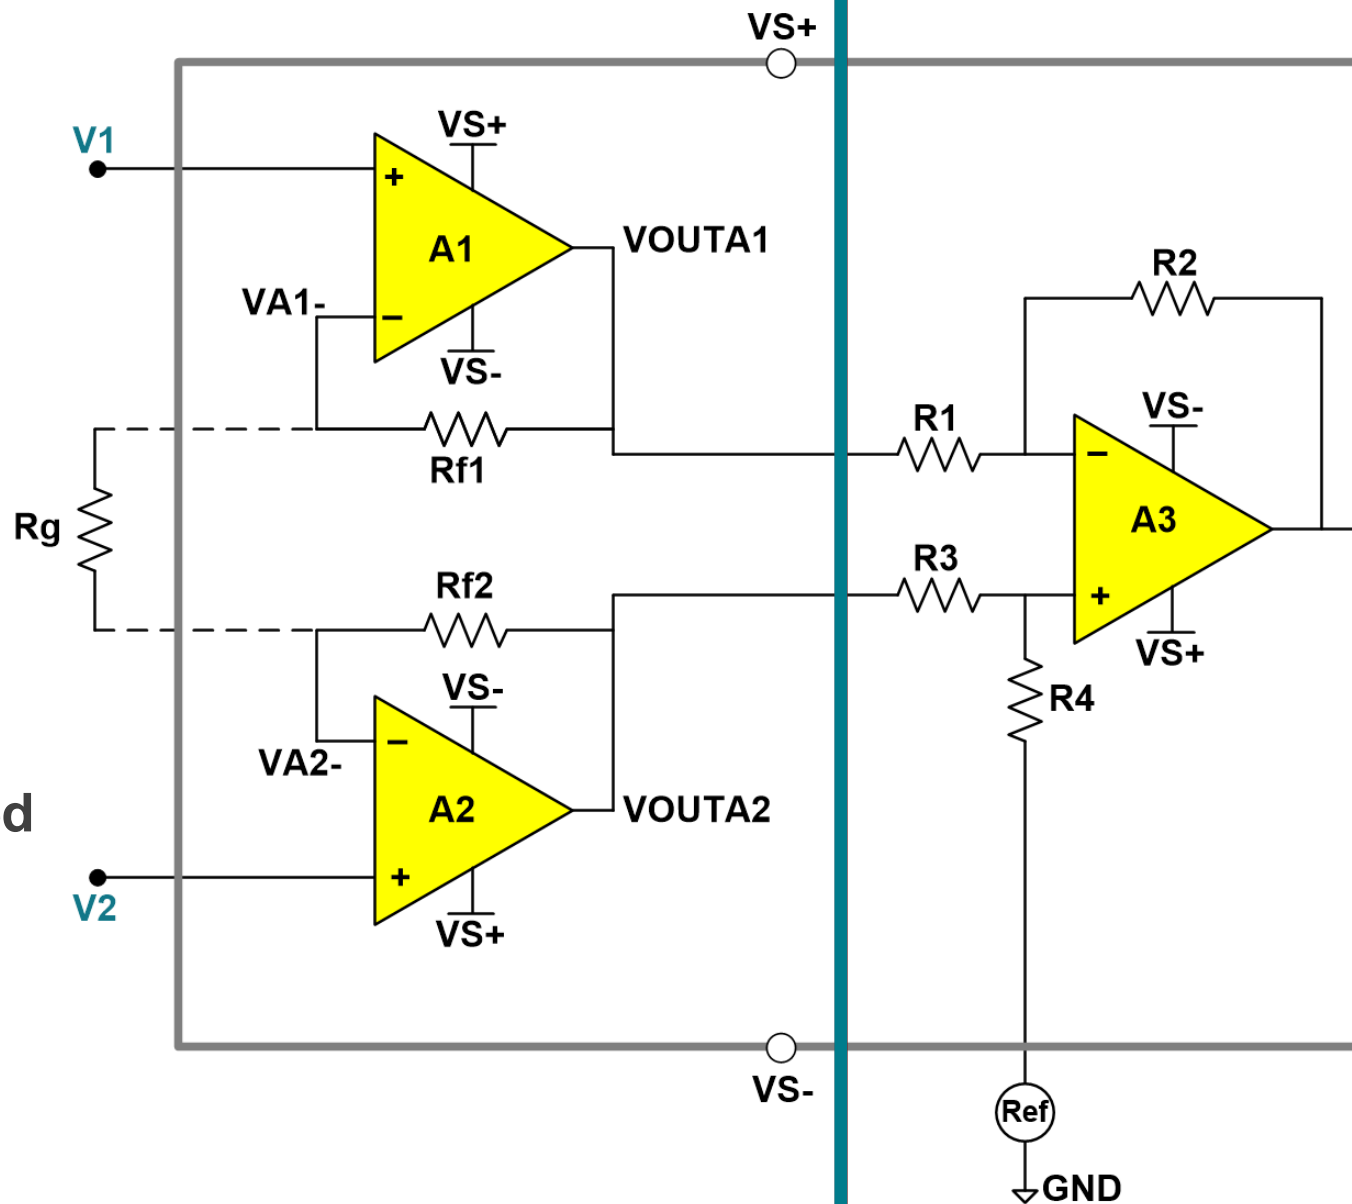 VS+
V1
VS+
+
A1
VOUTA1
VA1-
−
VS-
R2
Rf1
R1
VS-
−
A3
Rg
Rf2
R3
+
VS+
VS-
R4
−
VA2-
A2
VOUTA2
d
+
V2
VS+
VS-
Ref
GND